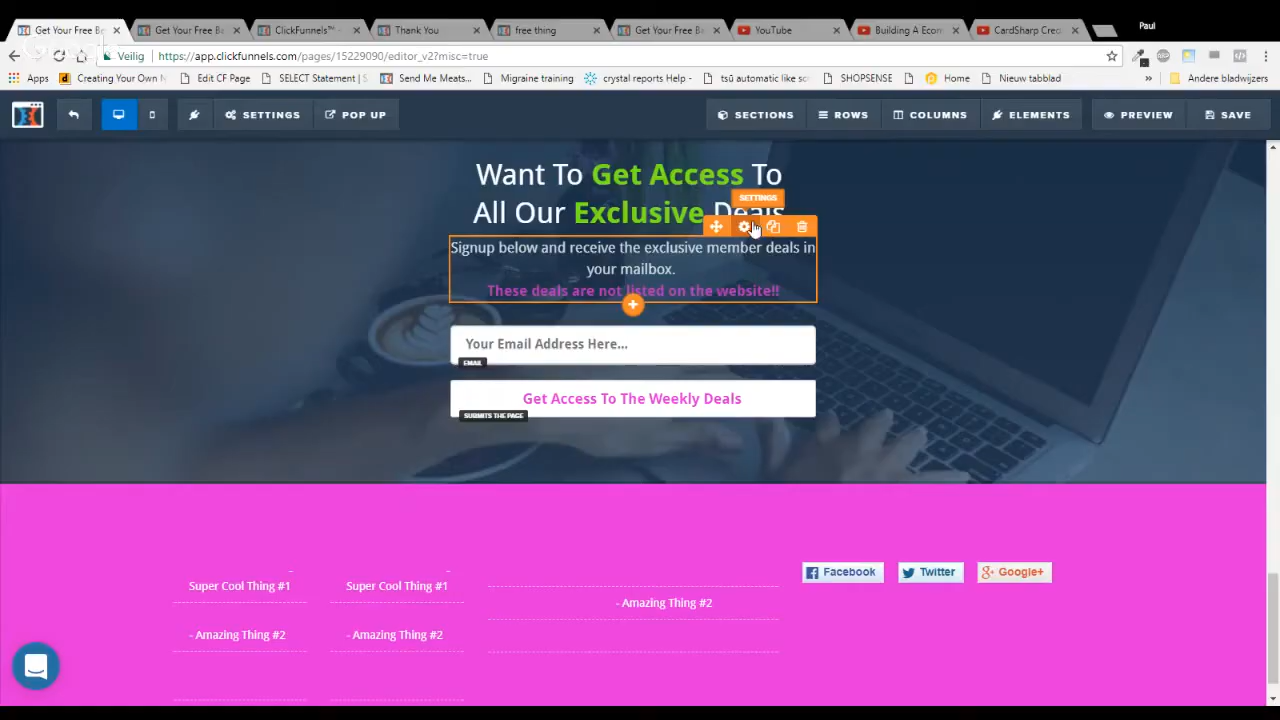 Paul
Get Your Free Be
Get Your Free Be
ClickFunnels™ -
Thank You
free thing
Get Your Free Be
YouTube
Building A Econ
CardSharp Creo
Veilig
https://app.clickfunnels.com/pages/15229090/editor_v2?misc=true
Apps
Creating Your Own
Edit CF Page
SELECT Statement |
Send Me Meats...
Migraine training
crystal reports Help -
sü automatic like sc
SHOPSENSE
Home
Nieuw tabblad
»
Andere bladwijzers
SETTINGS
POP UP
SECTIONS
ROWS
COLUMNS
ELEMENTS
PREVIEW
SAVE
Want To Get Access To
All Our Exclusive Deals
SETTINGS
Signup below and receive the exclusive member deals in
your mailbox.
These deals are not listed on the website!!
Your Email Address Here...
EMAIL
Get Access To The Weekly Deals
SUBMITS THE PAGE
Super Cool Thing #1
Super Cool Thing #1
- Amazing Thing #2
- Amazing Thing #2
- Amazing Thing #2
Facebook
Twitter
Google+